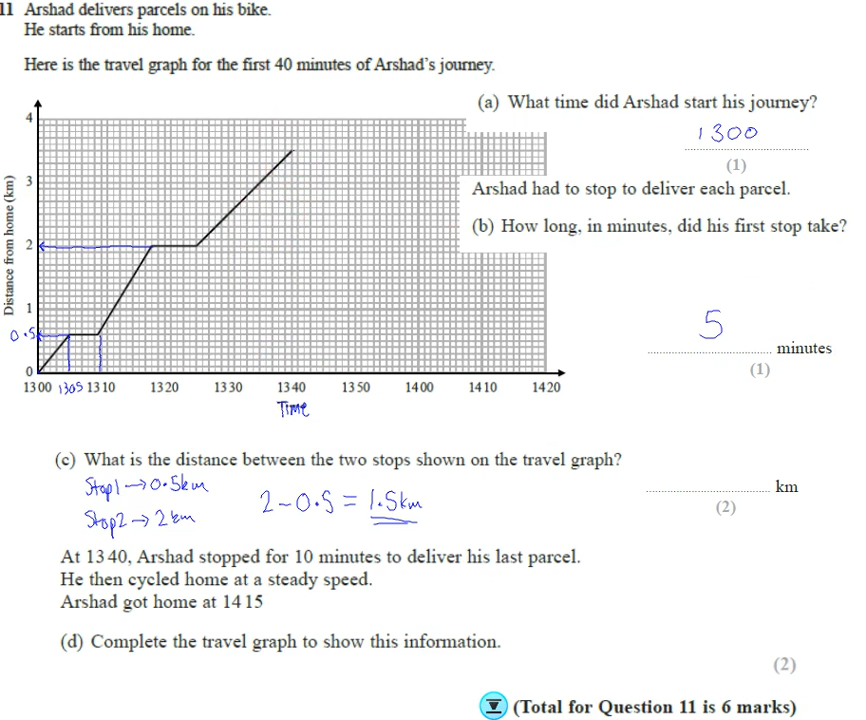 11 Arshad delivers parcels on his bike.
He starts from his home.
Here is the travel graph for the first 40 minutes of Arshad's journey.
(a) What time did Arshad start his journey?
1300
(1)
Arshad had to stop to deliver each parcel.
(b) How long, in minutes, did his first stop take?
5
minutes
(1)
Distance from home (km)
4
3
2
1
0.5
0
1300 1305 1310 1320 1330 1340 1350 1400 1410 1420
Time
(c) What is the distance between the two stops shown on the travel graph?
Stop1 → 0.5km
Stop2 → 2km
2 - 0.5 = 1.5km
km
(2)
At 1340, Arshad stopped for 10 minutes to deliver his last parcel.
He then cycled home at a steady speed.
Arshad got home at 1415
(d) Complete the travel graph to show this information.
(2)
(Total for Question 11 is 6 marks)